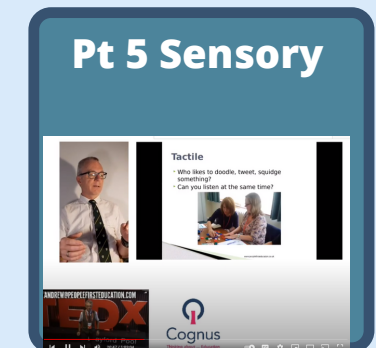 Pt 5 Sensory
Tactile
Who likes to doodle, tweet, squidge
something?
Can you listen at the same time?
ANDREW@PEOPLEFIRSTEDUCATION.COM
TEDX
Cognus